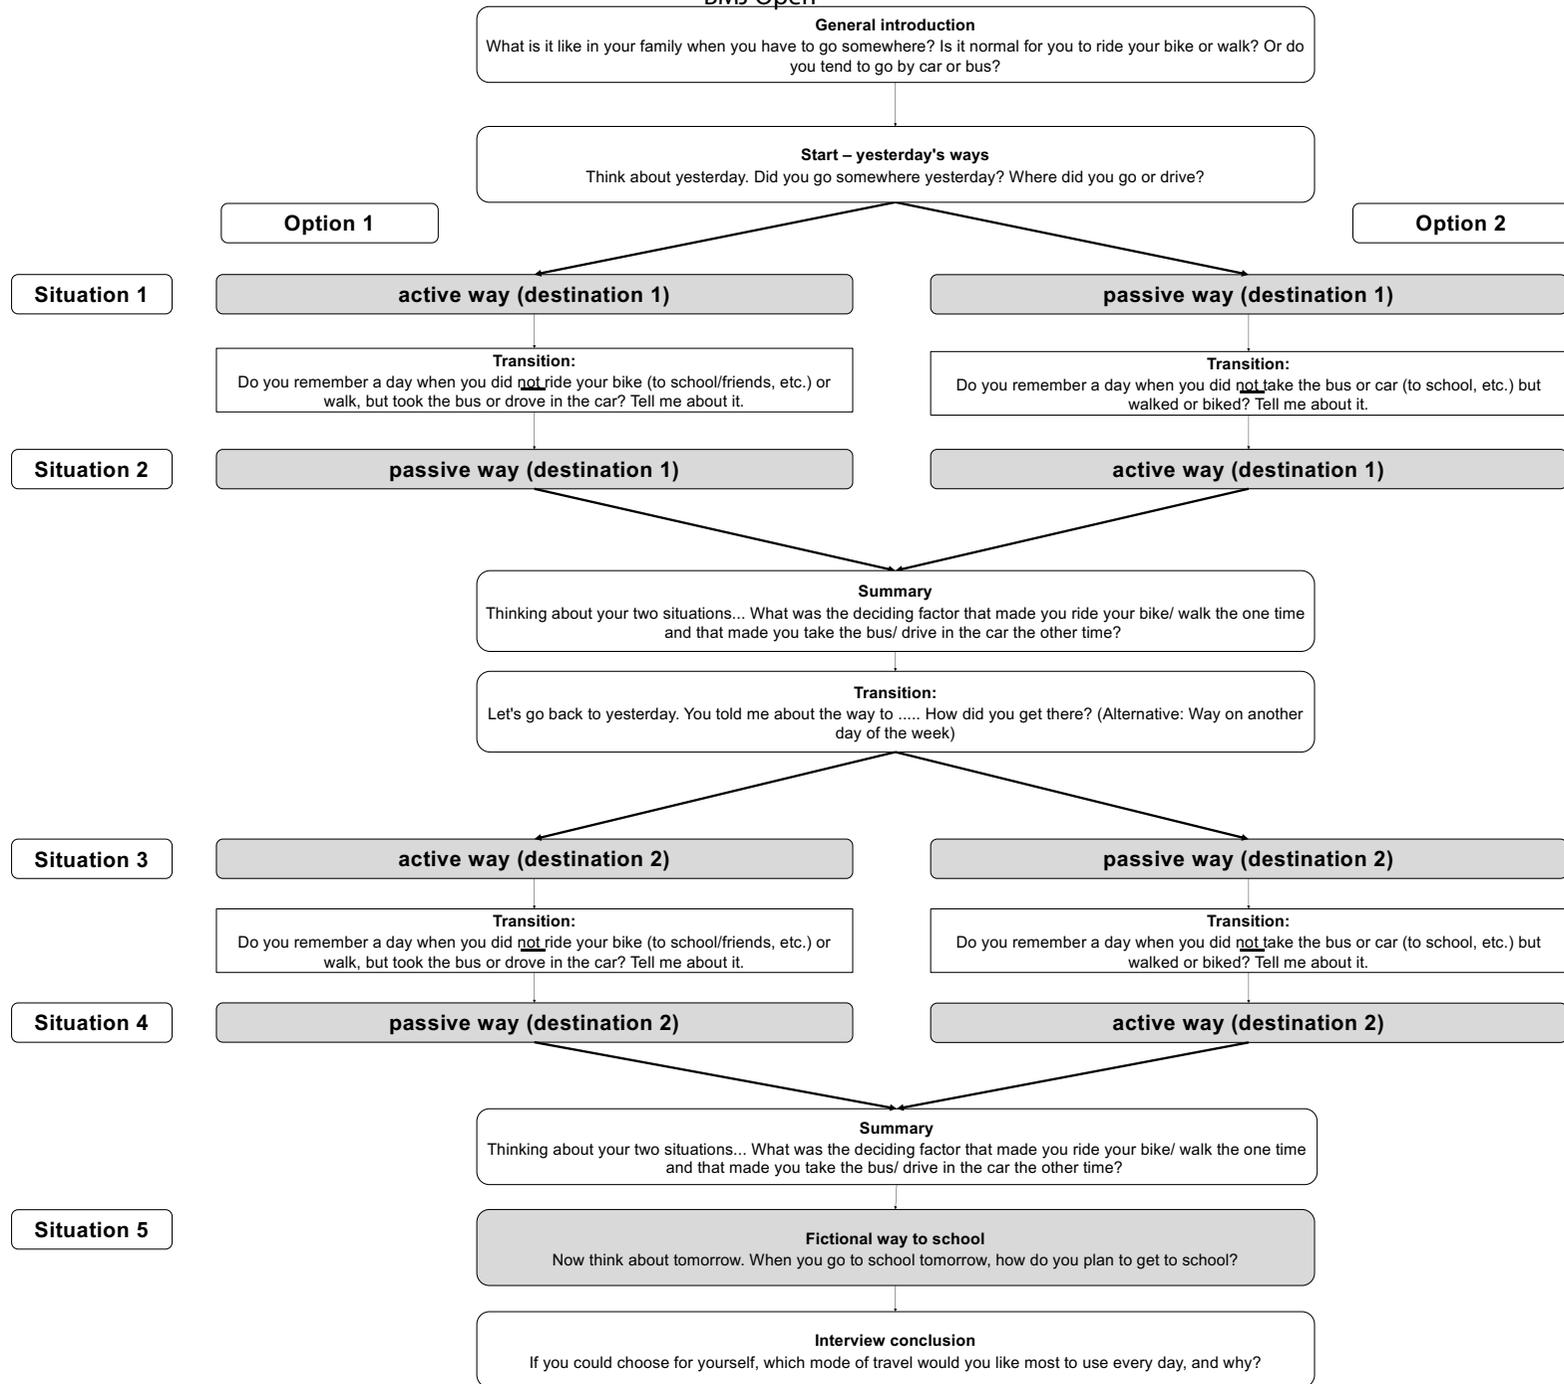 BMJ Open
General introduction
What is it like in your family when you have to go somewhere? Is it normal for you to ride your bike or walk? Or do
you tend to go by car or bus?
Start – yesterday's ways
Think about yesterday. Did you go somewhere yesterday? Where did you go or drive?
Option 1
Option 2
Situation 1
active way (destination 1)
passive way (destination 1)
Transition:
Do you remember a day when you did not ride your bike (to school/friends, etc.) or
walk, but took the bus or drove in the car? Tell me about it.
Transition:
Do you remember a day when you did not take the bus or car (to school, etc.) but
walked or biked? Tell me about it.
Situation 2
passive way (destination 1)
active way (destination 1)
Summary
Thinking about your two situations... What was the deciding factor that made you ride your bike/ walk the one time
and that made you take the bus/ drive in the car the other time?
Transition:
Let's go back to yesterday. You told me about the way to ..... How did you get there? (Alternative: Way on another
day of the week)
Situation 3
active way (destination 2)
passive way (destination 2)
Transition:
Do you remember a day when you did not ride your bike (to school/friends, etc.) or
walk, but took the bus or drove in the car? Tell me about it.
Transition:
Do you remember a day when you did not take the bus or car (to school, etc.) but
walked or biked? Tell me about it.
Situation 4
passive way (destination 2)
active way (destination 2)
Summary
Thinking about your two situations... What was the deciding factor that made you ride your bike/ walk the one time
and that made you take the bus/ drive in the car the other time?
Situation 5
Fictional way to school
Now think about tomorrow. When you go to school tomorrow, how do you plan to get to school?
Interview conclusion
If you could choose for yourself, which mode of travel would you like most to use every day, and why?